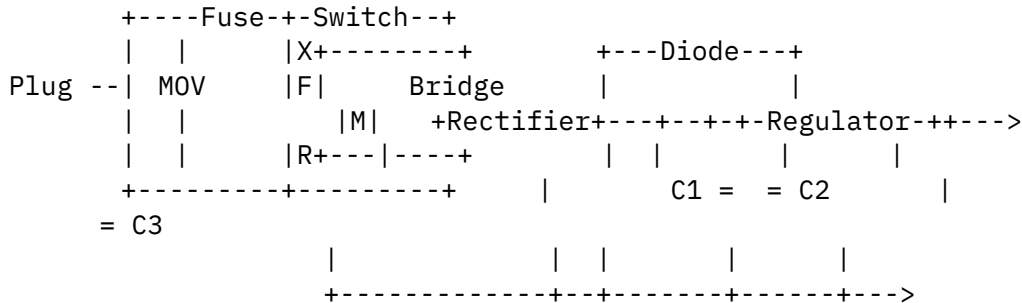 +----Fuse-+-Switch--+
| | |X+--------+ +---Diode---+
Plug --| MOV |F| Bridge | |
| | |M| +Rectifier+---+--+-+-Regulator-++--->
| | |R+---|----+ | | | |
+---------+---------+ | C1 = = C2 |
= C3
| | | | |
+--------------+--+-------+------+--->